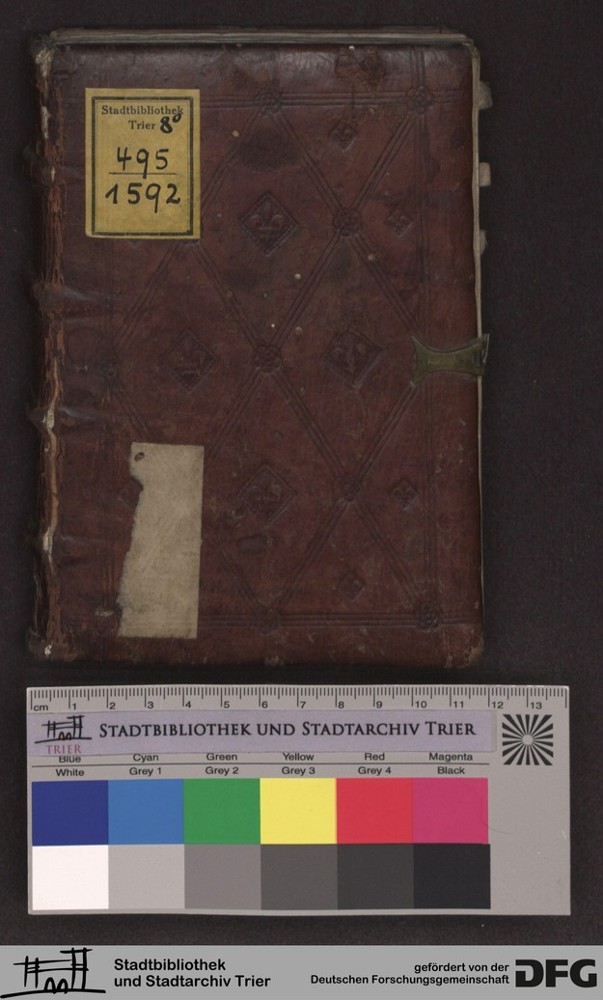 Stadtbibliothek
Trier 8º
495
1592
cm 1 2 3 4 5 6 7 8 9 10 11 12 13
TRIER
STADTBIBLIOTHEK UND STADTARCHIV TRIER
Blue Cyan Green Yellow Red Magenta
White Grey 1 Grey 2 Grey 3 Grey 4 Black
Stadtbibliothek
und Stadtarchiv Trier
gefördert von der
Deutschen Forschungsgemeinschaft
DFG